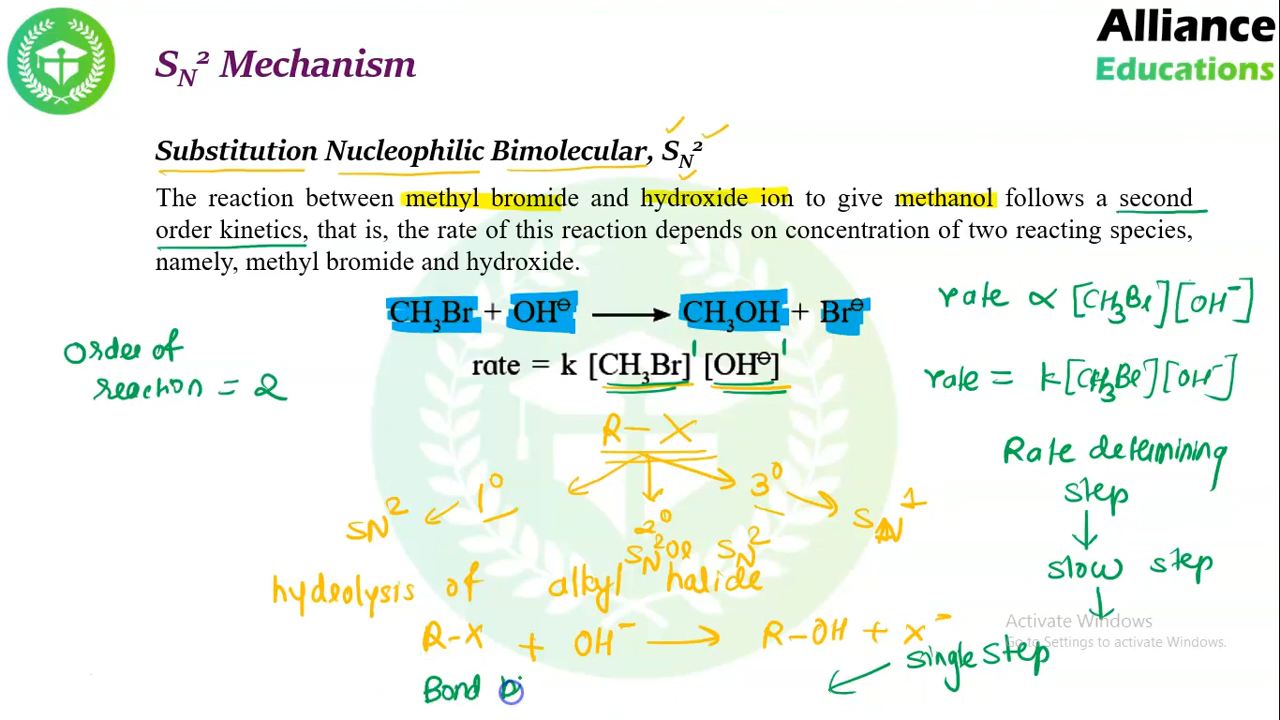 Alliance
Educations
S_N² Mechanism
Substitution Nucleophilic Bimolecular, S_N²
The reaction between methyl bromide and hydroxide ion to give methanol follows a second
order kinetics, that is, the rate of this reaction depends on concentration of two reacting species,
namely, methyl bromide and hydroxide.
CH₃Br + OH⊖ ⟶ CH₃OH + Br⊖
rate = k [CH₃Br]¹ [OH⊖]¹
rate ∝ [CH₃Br][OH⁻]
rate = k[CH₃Br][OH⁻]
Order of
reaction = 2
R-X
1° 2° 3°
SN² SN² or SN² SN¹
hydrolysis of alkyl halide
R-X + OH⁻ ⟶ R-OH + X⁻
Bond
Rate determining
step
↓
slow step
↓
Single step
Activate Windows
Go to Settings to activate Windows.